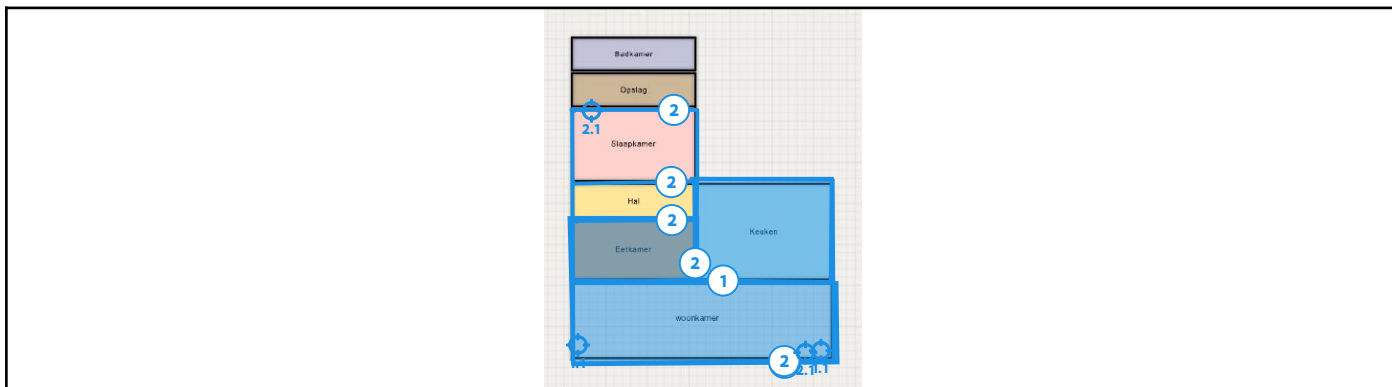 Badkamer
Opslag
2
2.1
Slaapkamer
2
Hal
2
Keuken
Eetkamer
2
1
woonkamer
2
2.1
1.1